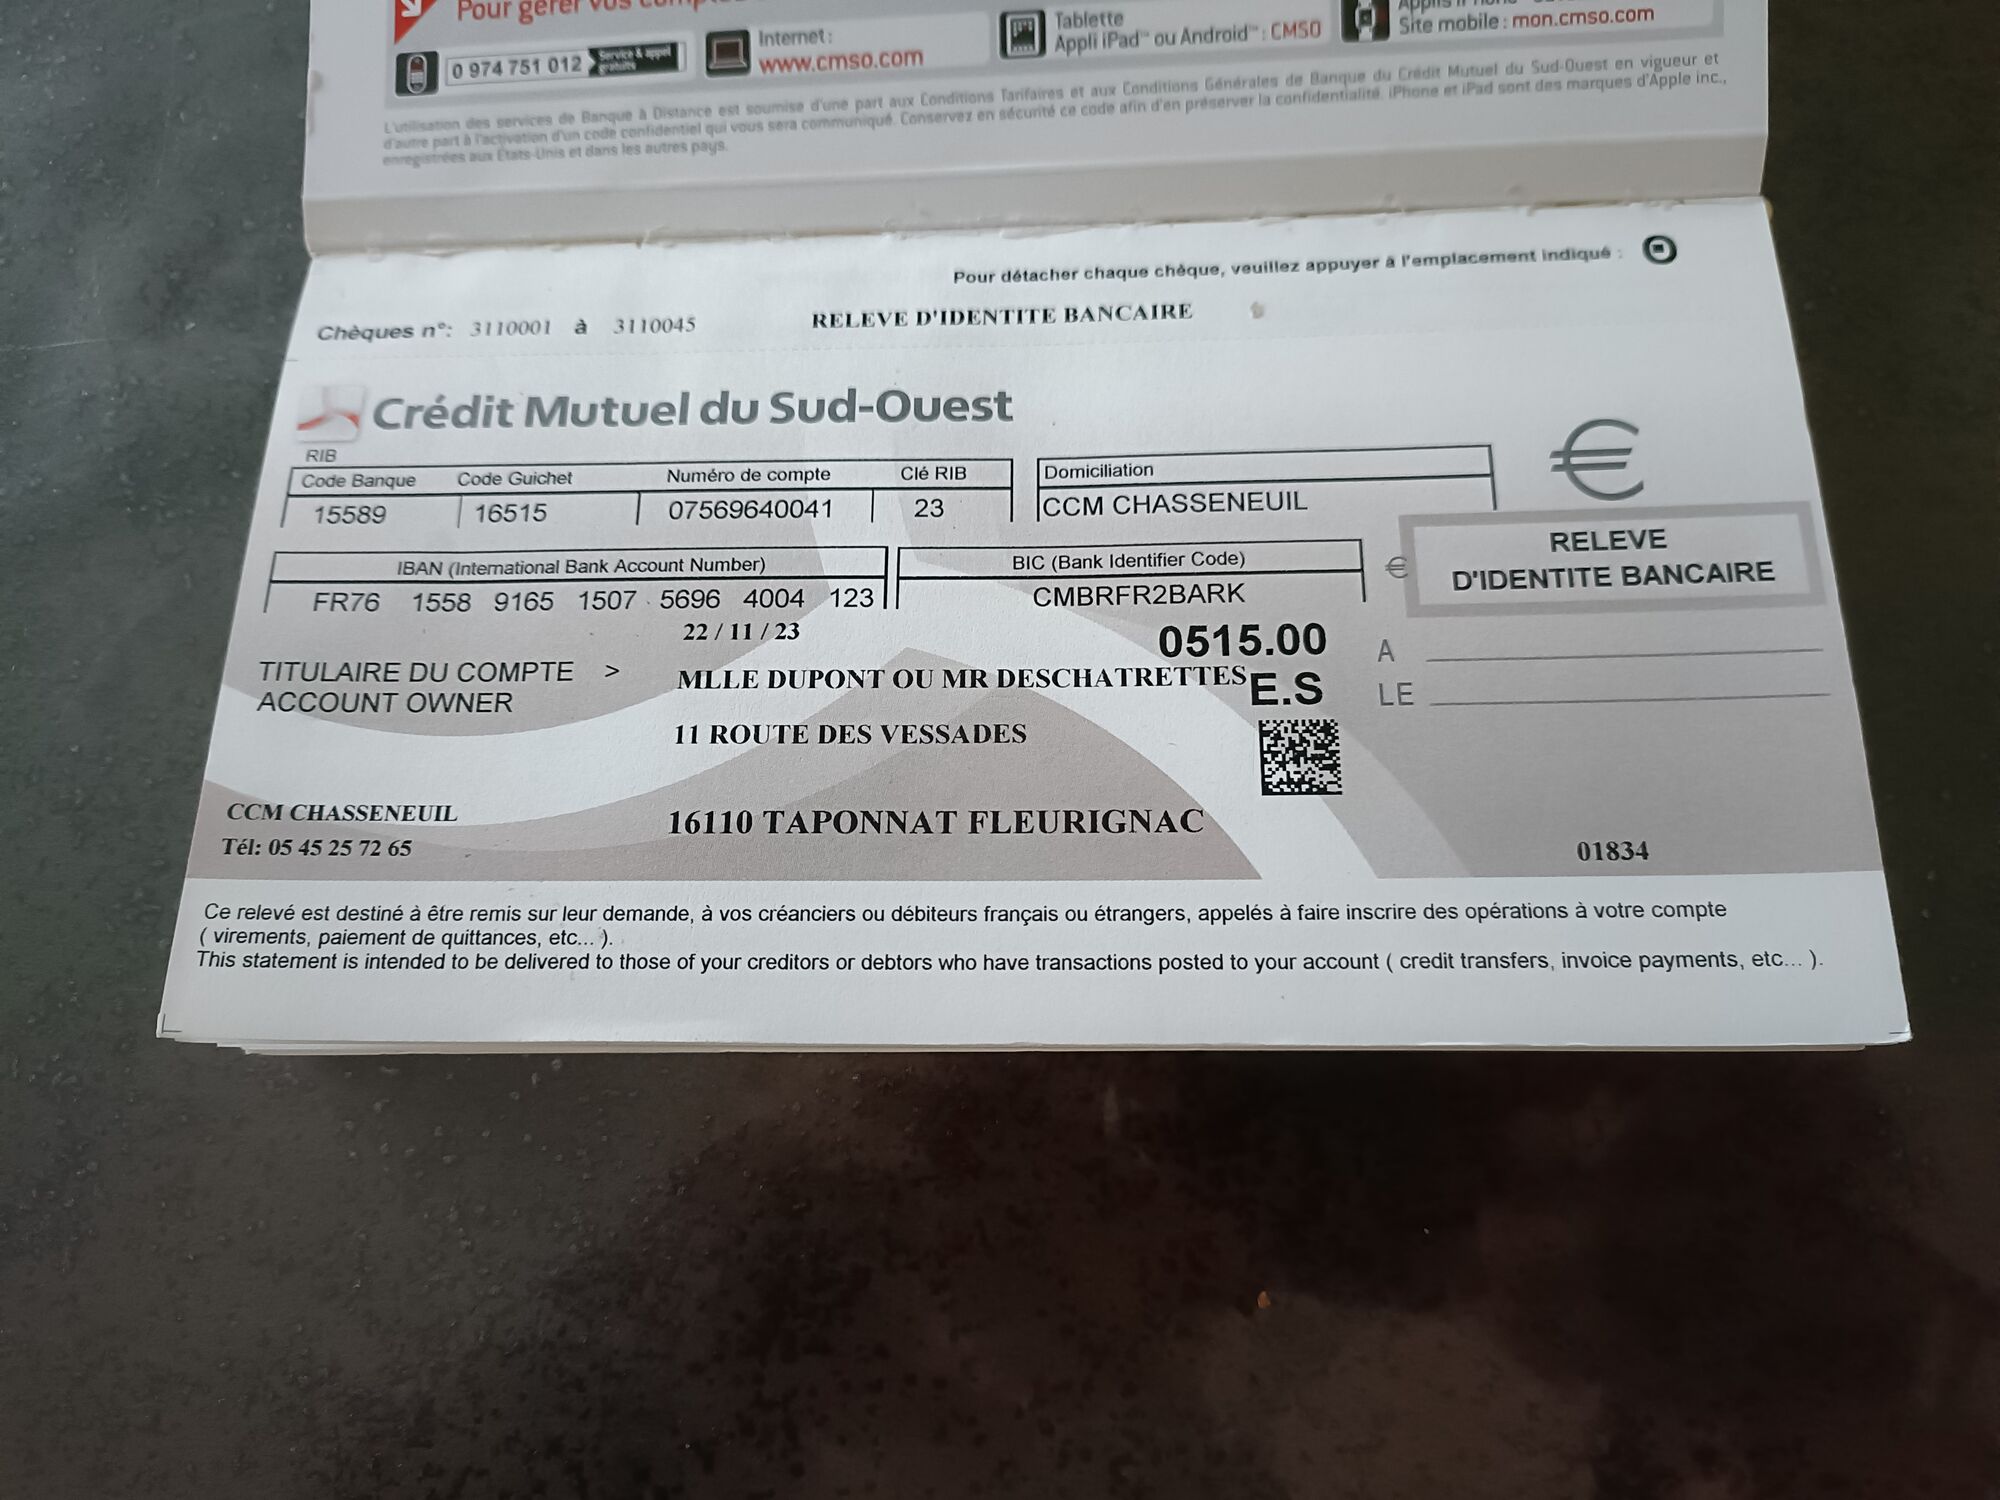 Pour gérer vos
0 974 751 012 Service & appel gratuits
Internet :
www.cmso.com
Tablette
Appli iPad™ ou Android™ : CMSO
Site mobile : mon.cmso.com
L'utilisation des services de Banque à Distance est soumise d'une part aux Conditions Tarifaires et aux Conditions Générales de Banque du Crédit Mutuel du Sud-Ouest en vigueur et
d'autre part à l'activation d'un code confidentiel qui vous sera communiqué. Conservez en sécurité ce code afin d'en préserver la confidentialité. iPhone et iPad sont des marques d'Apple inc.,
enregistrées aux États-Unis et dans les autres pays.
Pour détacher chaque chèque, veuillez appuyer à l'emplacement indiqué :
Chèques n°: 3110001 à 3110045 RELEVE D'IDENTITE BANCAIRE
Crédit Mutuel du Sud-Ouest
€
RIB
Code Banque Code Guichet Numéro de compte Clé RIB Domiciliation
15589 16515 07569640041 23 CCM CHASSENEUIL
IBAN (International Bank Account Number) BIC (Bank Identifier Code)
FR76 1558 9165 1507 5696 4004 123 CMBRFR2BARK
€ RELEVE
D'IDENTITE BANCAIRE
22 / 11 / 23 0515.00 A
TITULAIRE DU COMPTE > MLLE DUPONT OU MR DESCHATRETTES E.S LE
ACCOUNT OWNER
11 ROUTE DES VESSADES
CCM CHASSENEUIL 16110 TAPONNAT FLEURIGNAC
Tél: 05 45 25 72 65 01834
Ce relevé est destiné à être remis sur leur demande, à vos créanciers ou débiteurs français ou étrangers, appelés à faire inscrire des opérations à votre compte
( virements, paiement de quittances, etc... ).
This statement is intended to be delivered to those of your creditors or debtors who have transactions posted to your account ( credit transfers, invoice payments, etc... ).